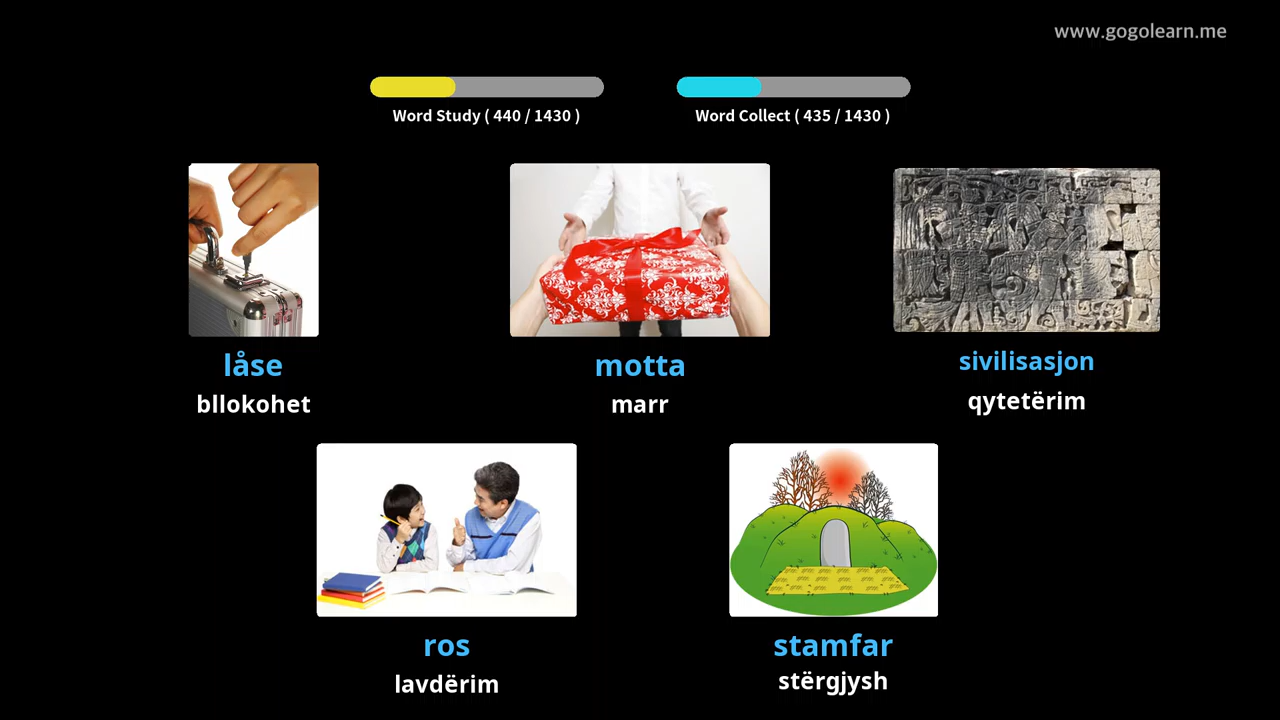 www.gogolearn.me
Word Study ( 440 / 1430 )
Word Collect ( 435 / 1430 )
låse
bllokohet
motta
marr
sivilisasjon
qytetërim
ros
lavdërim
stamfar
stërgjysh